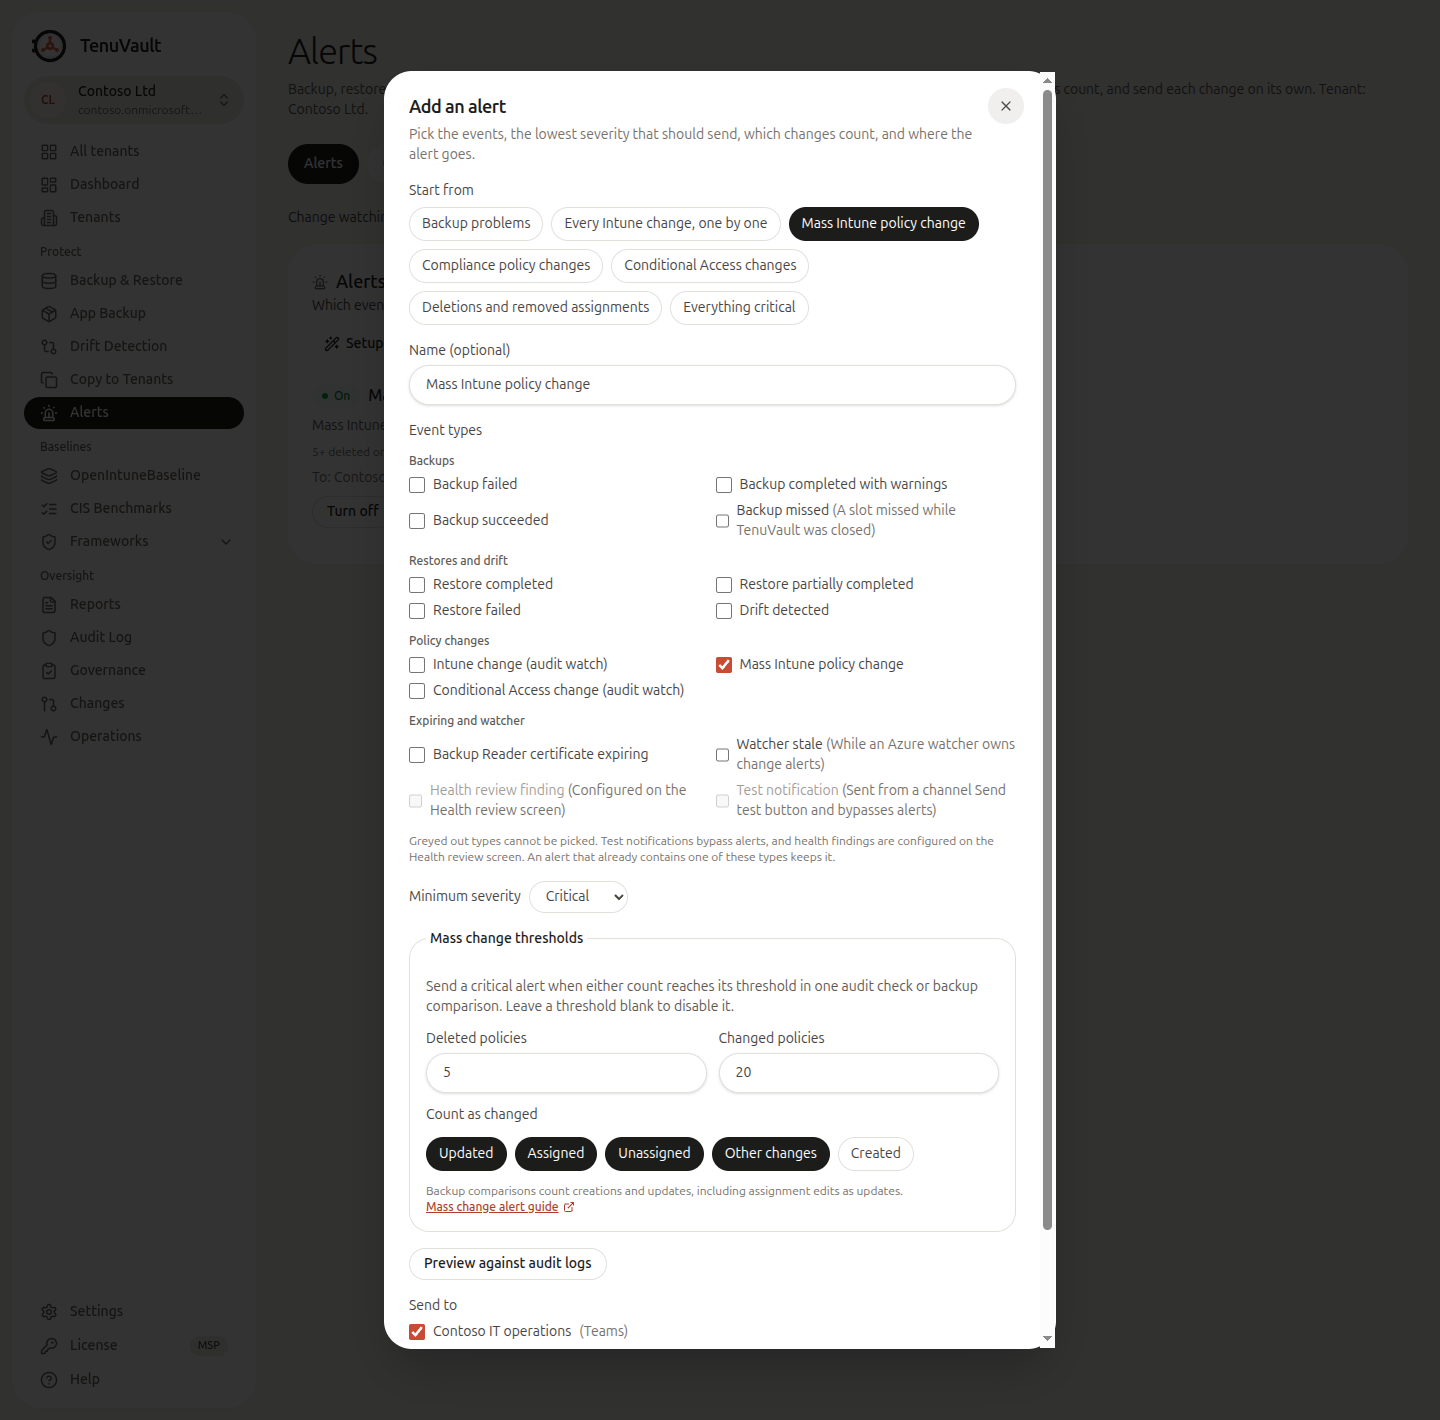 TenuVault
CL
Contoso Ltd
contoso.onmicrosoft...
All tenants
Dashboard
Tenants
Protect
Backup & Restore
App Backup
Drift Detection
Copy to Tenants
Alerts
Baselines
OpenIntuneBaseline
CIS Benchmarks
Frameworks
Oversight
Reports
Audit Log
Governance
Changes
Operations
Settings
License
MSP
Help
Alerts
Backup, restore
s count, and send each change on its own. Tenant:
Contoso Ltd.
Alerts
Change watchin
Alerts
Which even
Setup
On
Ma
Mass Intune
5+ deleted or
To: Contoso
Turn off
Add an alert
Pick the events, the lowest severity that should send, which changes count, and where the
alert goes.
Start from
Backup problems
Every Intune change, one by one
Mass Intune policy change
Compliance policy changes
Conditional Access changes
Deletions and removed assignments
Everything critical
Name (optional)
Mass Intune policy change
Event types
Backups
Backup failed
Backup completed with warnings
Backup succeeded
Backup missed (A slot missed while
TenuVault was closed)
Restores and drift
Restore completed
Restore partially completed
Restore failed
Drift detected
Policy changes
Intune change (audit watch)
Mass Intune policy change
Conditional Access change (audit watch)
Expiring and watcher
Backup Reader certificate expiring
Watcher stale (While an Azure watcher owns
change alerts)
Health review finding (Configured on the
Health review screen)
Test notification (Sent from a channel Send
test button and bypasses alerts)
Greyed out types cannot be picked. Test notifications bypass alerts, and health findings are configured on the
Health review screen. An alert that already contains one of these types keeps it.
Minimum severity
Critical
Mass change thresholds
Send a critical alert when either count reaches its threshold in one audit check or backup
comparison. Leave a threshold blank to disable it.
Deleted policies
Changed policies
5
20
Count as changed
Updated
Assigned
Unassigned
Other changes
Created
Backup comparisons count creations and updates, including assignment edits as updates.
Mass change alert guide
Preview against audit logs
Send to
Contoso IT operations (Teams)